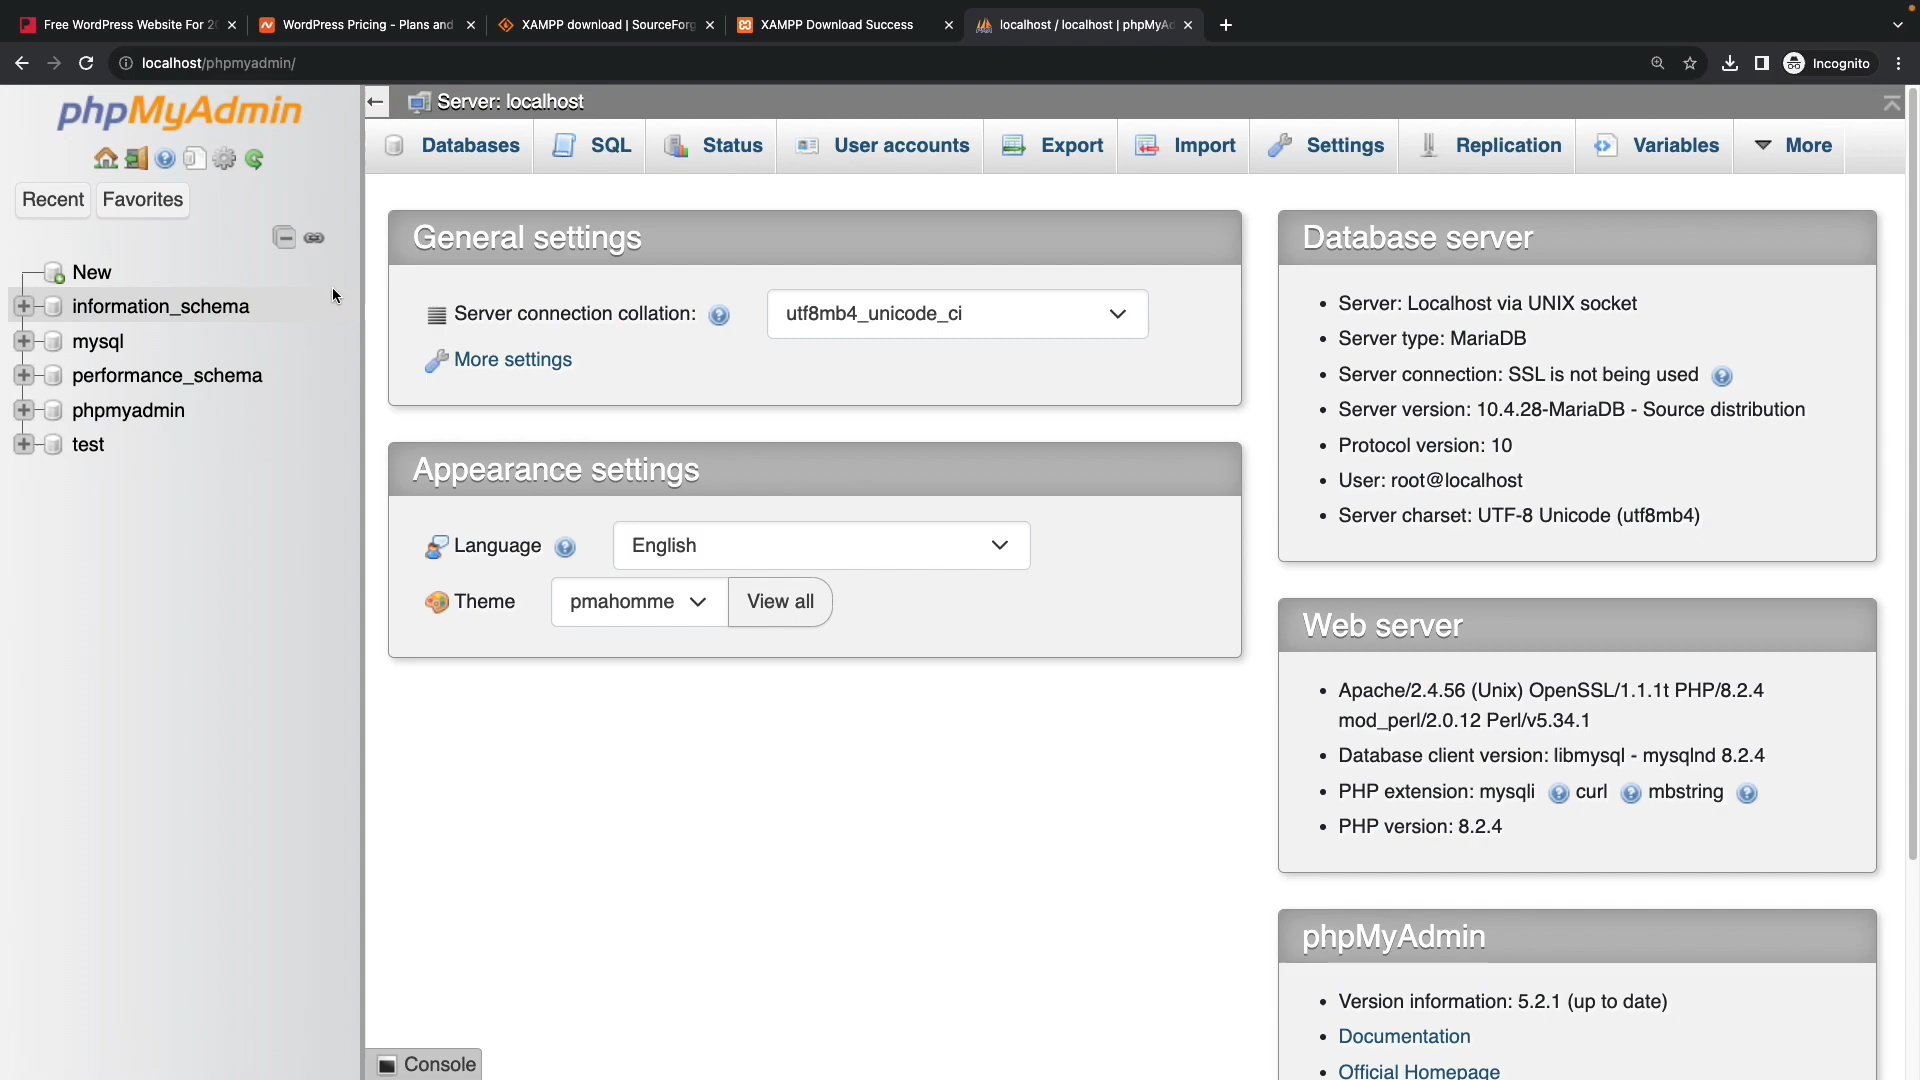 Free WordPress Website For 20
WordPress Pricing - Plans and
XAMPP download | SourceForg
XAMPP Download Success
localhost / localhost | phpMyAd
localhost/phpmyadmin/
Incognito
phpMyAdmin
Recent
Favorites
New
information_schema
mysql
performance_schema
phpmyadmin
test
Server: localhost
Databases
SQL
Status
User accounts
Export
Import
Settings
Replication
Variables
More
General settings
Server connection collation:
utf8mb4_unicode_ci
More settings
Appearance settings
Language
English
Theme
pmahomme
View all
Database server
• Server: Localhost via UNIX socket
• Server type: MariaDB
• Server connection: SSL is not being used
• Server version: 10.4.28-MariaDB - Source distribution
• Protocol version: 10
• User: root@localhost
• Server charset: UTF-8 Unicode (utf8mb4)
Web server
• Apache/2.4.56 (Unix) OpenSSL/1.1.1t PHP/8.2.4
mod_perl/2.0.12 Perl/v5.34.1
• Database client version: libmysql - mysqlnd 8.2.4
• PHP extension: mysqli curl mbstring
• PHP version: 8.2.4
phpMyAdmin
• Version information: 5.2.1 (up to date)
• Documentation
• Official Homepage
Console